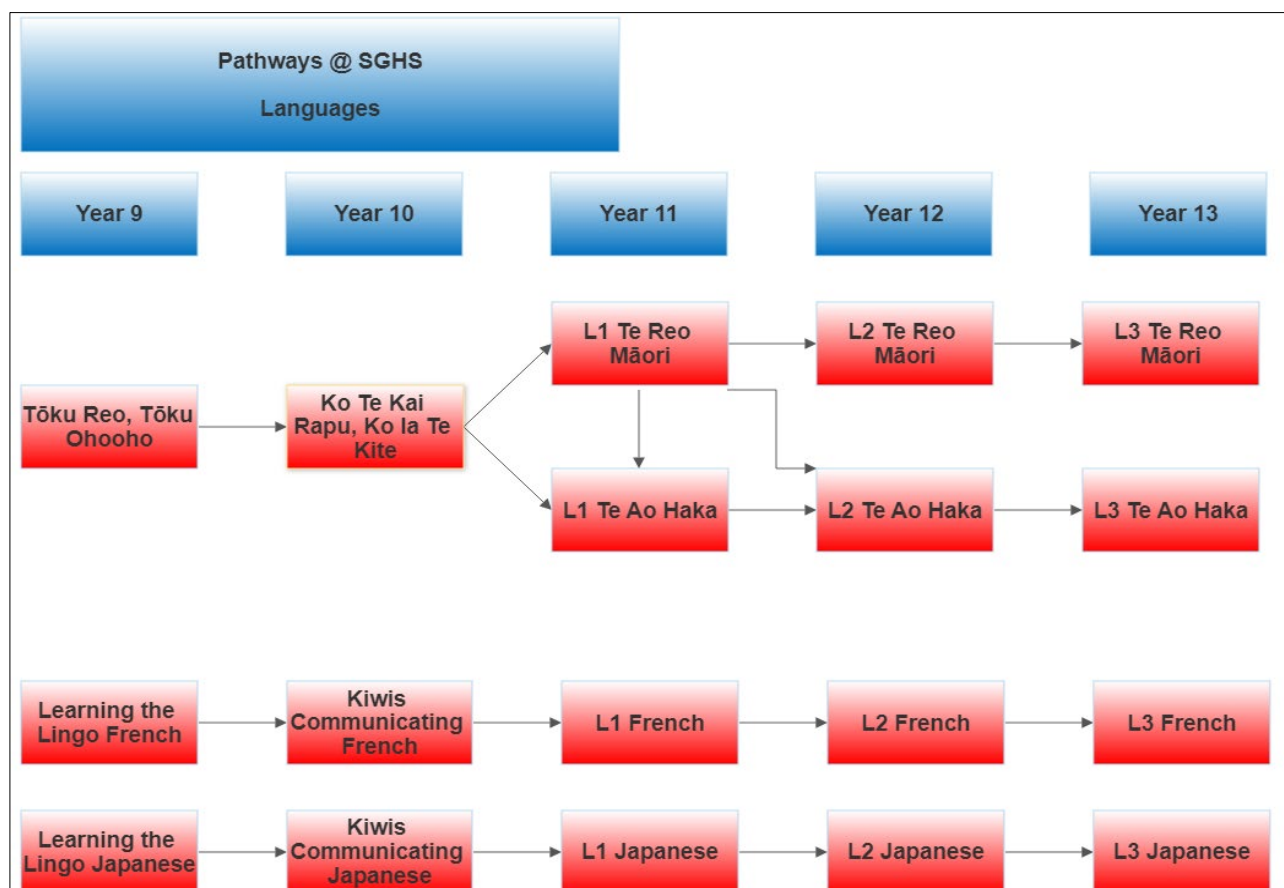 Pathways @ SGHS
Languages
Year 9
Year 10
Year 11
Year 12
Year 13
L1 Te Reo
Māori
L2 Te Reo
Māori
L3 Te Reo
Māori
Tōku Reo, Tōku
Ohooho
Ko Te Kai
Rapu, Ko Ia Te
Kite
L1 Te Ao Haka
L2 Te Ao Haka
L3 Te Ao Haka
Learning the
Lingo French
Kiwis
Communicating
French
L1 French
L2 French
L3 French
Learning the
Lingo Japanese
Kiwis
Communicating
Japanese
L1 Japanese
L2 Japanese
L3 Japanese